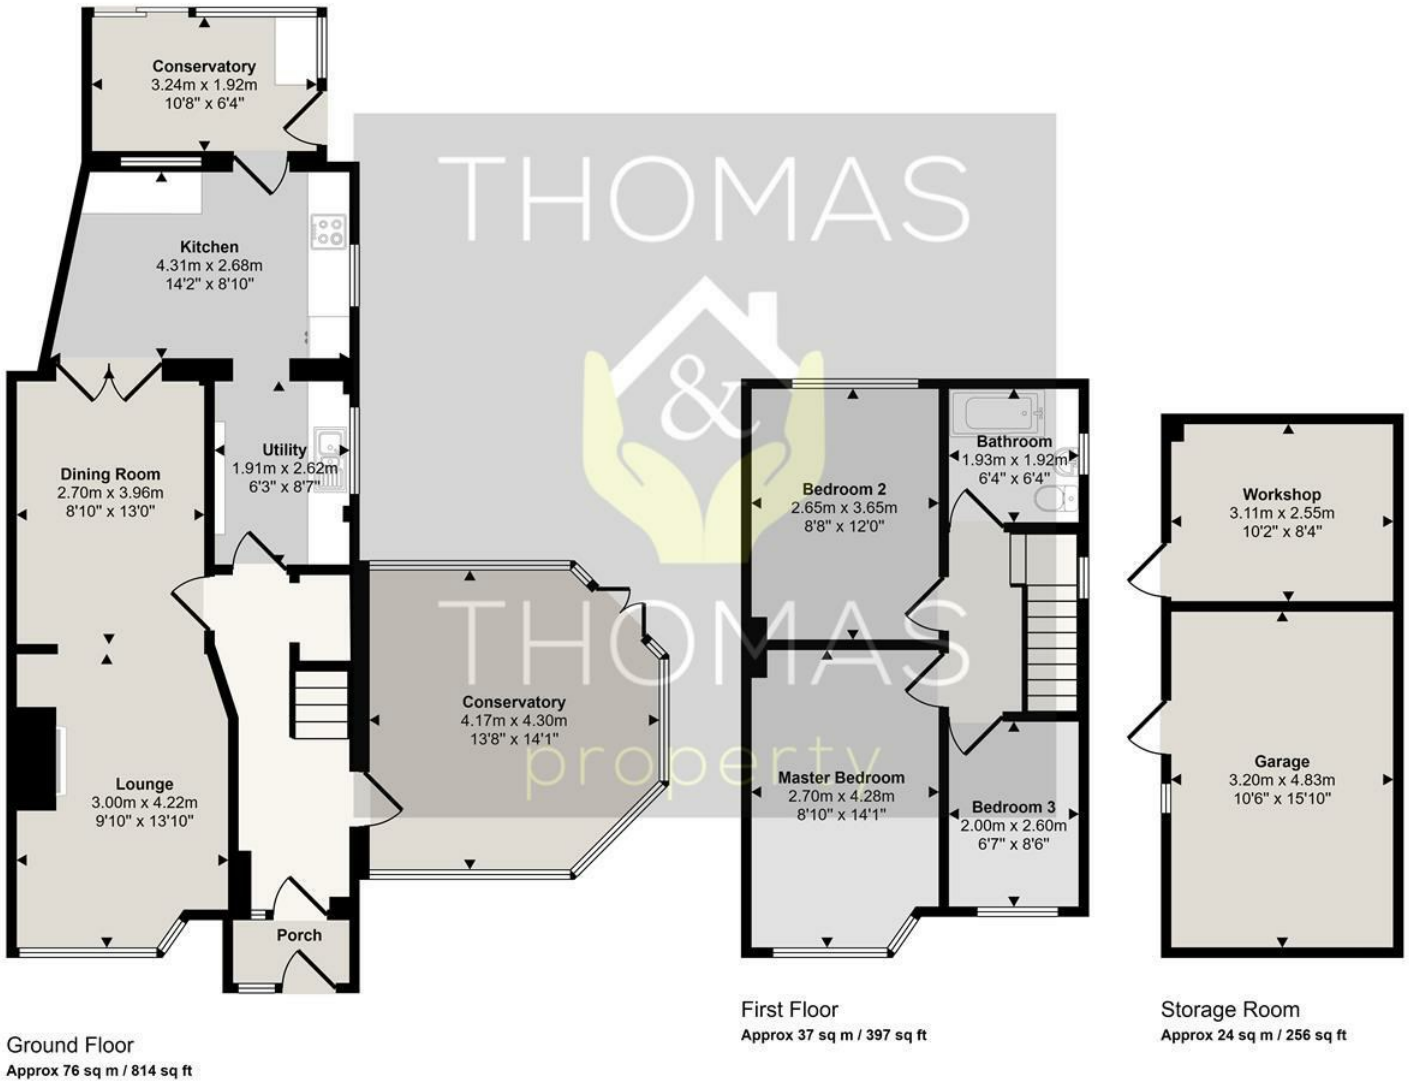 Conservatory
3.24m x 1.92m
10'8" x 6'4"
THOMAS
Kitchen
4.31m x 2.68m
14'2" x 8'10"
&
Utility
1.91m x 2.62m
6'3" x 8'7"
Dining Room
2.70m x 3.96m
8'10" x 13'0"
Bathroom
1.93m x 1.92m
6'4" x 6'4"
Bedroom 2
2.65m x 3.65m
8'8" x 12'0"
Workshop
3.11m x 2.55m
10'2" x 8'4"
THOMAS
Conservatory
4.17m x 4.30m
13'8" x 14'1"
property
Lounge
3.00m x 4.22m
9'10" x 13'10"
Master Bedroom
2.70m x 4.28m
8'10" x 14'1"
Bedroom 3
2.00m x 2.60m
6'7" x 8'6"
Garage
3.20m x 4.83m
10'6" x 15'10"
Porch
Ground Floor
Approx 76 sq m / 814 sq ft
First Floor
Approx 37 sq m / 397 sq ft
Storage Room
Approx 24 sq m / 256 sq ft